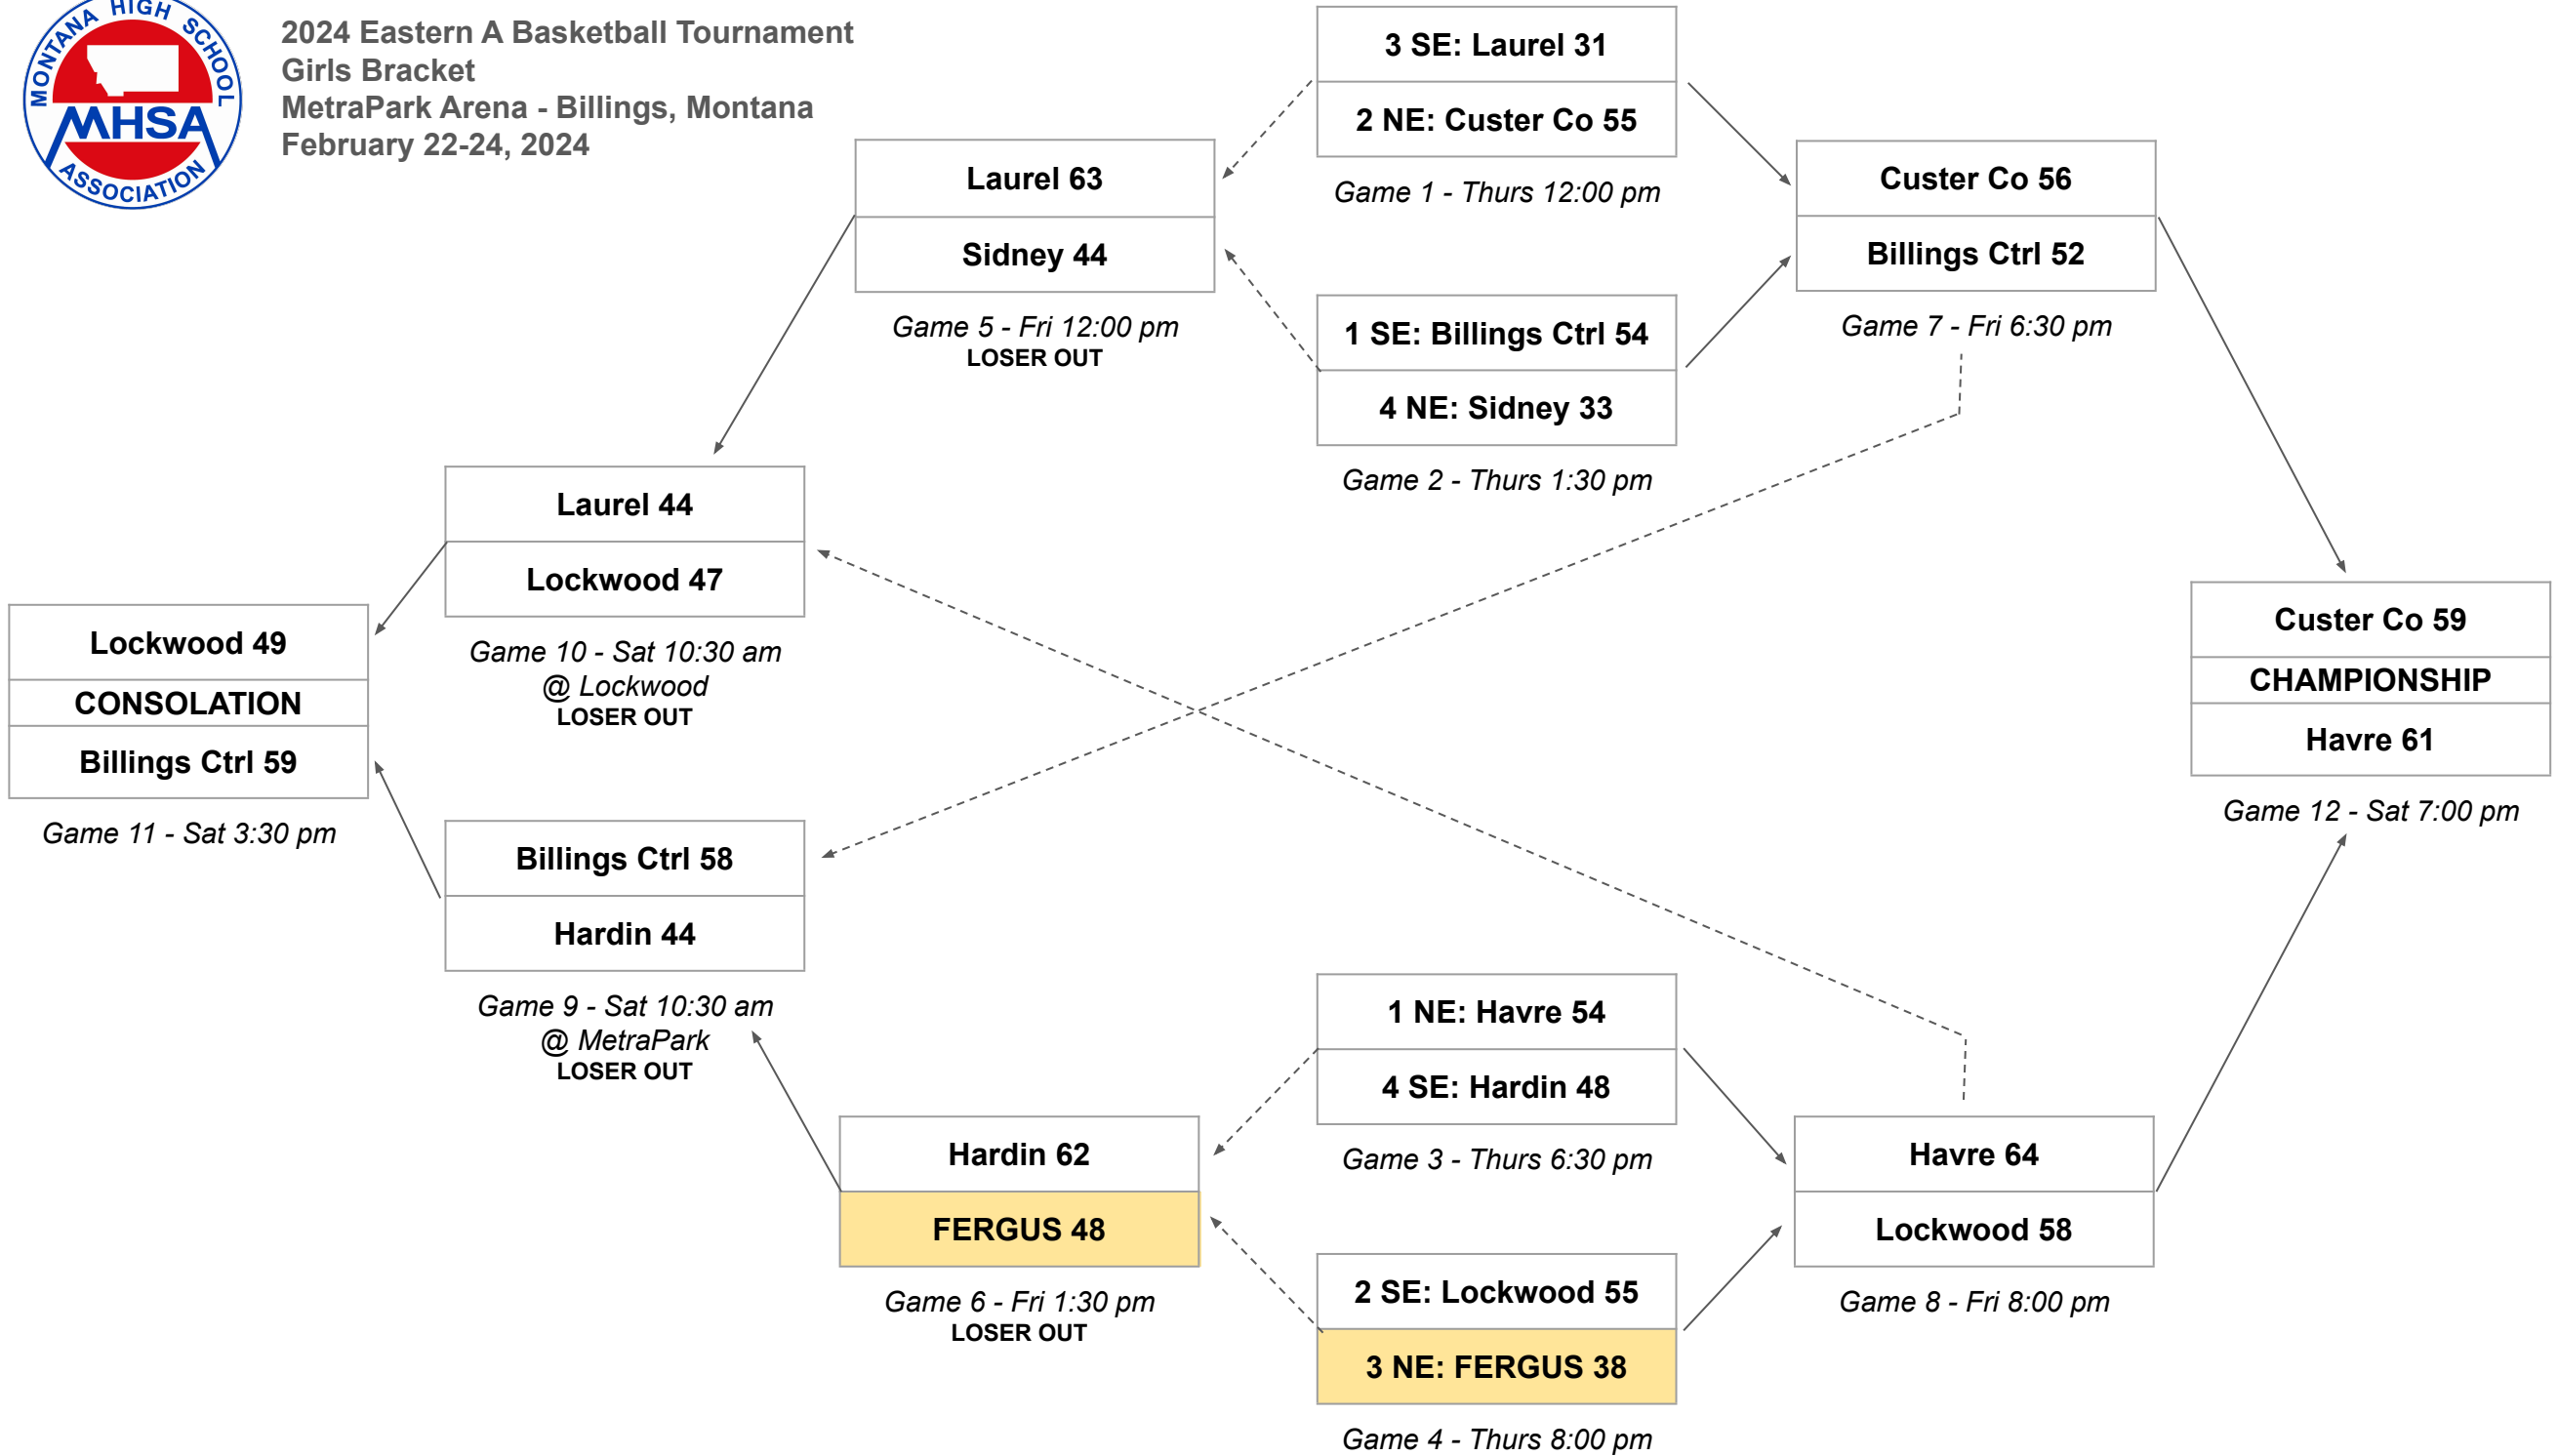 MONTANA HIGH SCHOOL
MHSA
ASSOCIATION
2024 Eastern A Basketball Tournament
Girls Bracket
MetraPark Arena - Billings, Montana
February 22-24, 2024
3 SE: Laurel 31
2 NE: Custer Co 55
Game 1 - Thurs 12:00 pm
Laurel 63
Sidney 44
Game 5 - Fri 12:00 pm
LOSER OUT
Custer Co 56
Billings Ctrl 52
Game 7 - Fri 6:30 pm
1 SE: Billings Ctrl 54
4 NE: Sidney 33
Game 2 - Thurs 1:30 pm
Laurel 44
Lockwood 47
Game 10 - Sat 10:30 am
@ Lockwood
LOSER OUT
Lockwood 49
CONSOLATION
Billings Ctrl 59
Game 11 - Sat 3:30 pm
Custer Co 59
CHAMPIONSHIP
Havre 61
Game 12 - Sat 7:00 pm
Billings Ctrl 58
Hardin 44
Game 9 - Sat 10:30 am
@ MetraPark
LOSER OUT
1 NE: Havre 54
4 SE: Hardin 48
Game 3 - Thurs 6:30 pm
Hardin 62
FERGUS 48
Game 6 - Fri 1:30 pm
LOSER OUT
Havre 64
Lockwood 58
Game 8 - Fri 8:00 pm
2 SE: Lockwood 55
3 NE: FERGUS 38
Game 4 - Thurs 8:00 pm